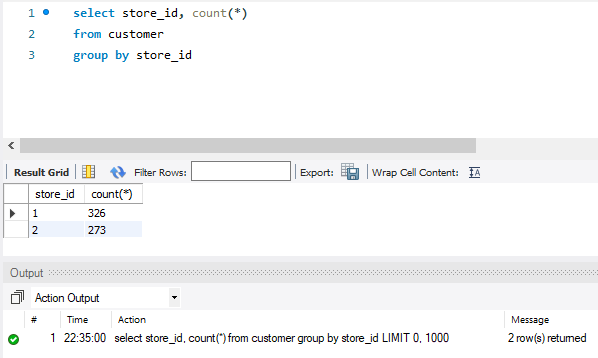 1 select store_id, count(*)
2 from customer
3 group by store_id
Result Grid Filter Rows: Export: Wrap Cell Content: IA
store_id count(*)
1 326
2 273
Output
Action Output
# Time Action Message
1 22:35:00 select store_id, count(*) from customer group by store_id LIMIT 0, 1000 2 row(s) returned